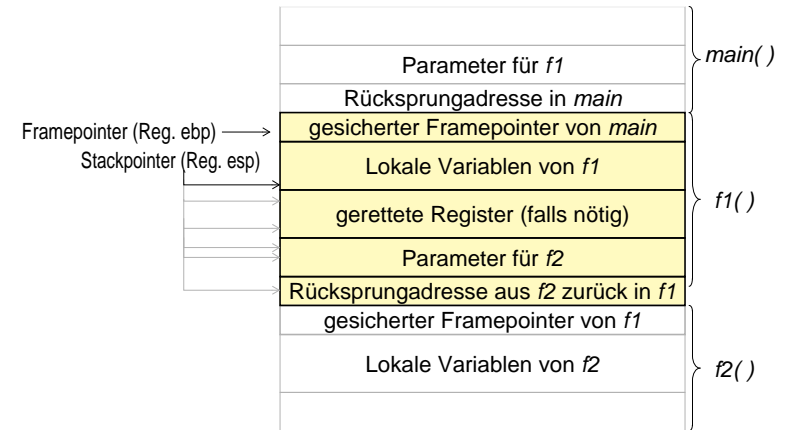 Parameter für f1
main( )
Rücksprungadresse in main
Framepointer (Reg. ebp)
gesicherter Framepointer von main
Stackpointer (Reg. esp)
Lokale Variablen von f1
gerettete Register (falls nötig)
f1( )
Parameter für f2
Rücksprungadresse aus f2 zurück in f1
gesicherter Framepointer von f1
Lokale Variablen von f2
f2( )